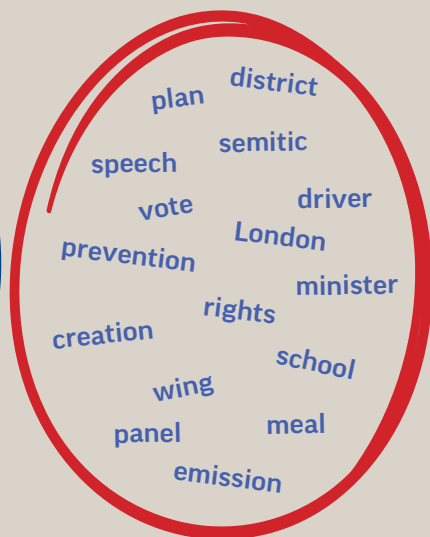 district
plan
semitic
speech
driver
vote
London
prevention
minister
rights
creation
school
wing
meal
panel
emission